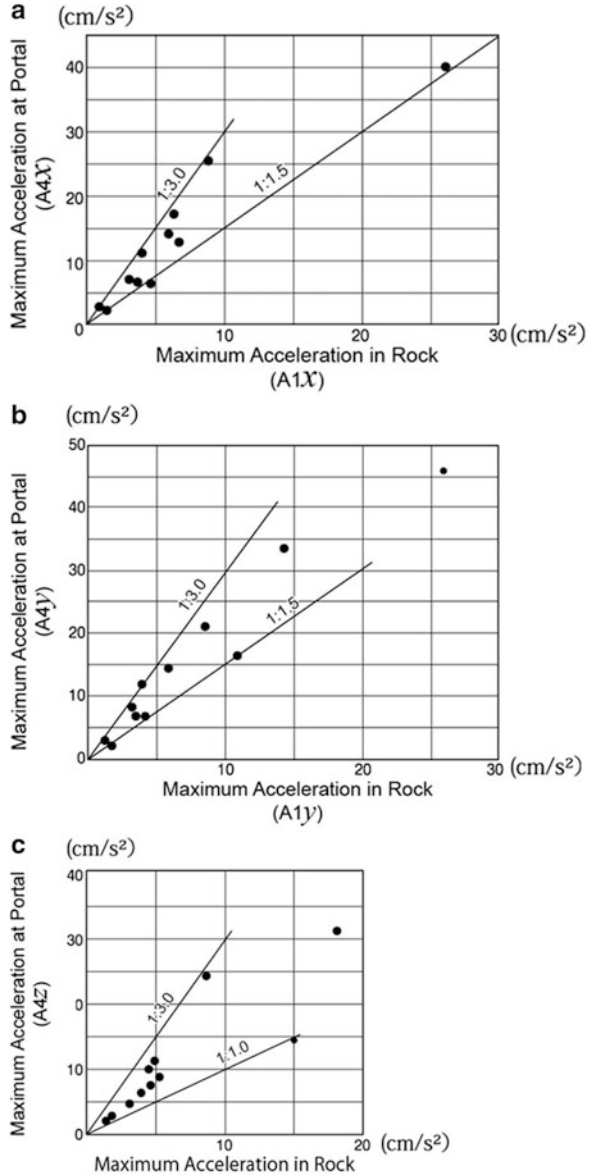 a
(cm/s²)
Maximum Acceleration at Portal
(A4x)
40
30
20
10
0
1:3.0
1:1.5
10
20
30
(cm/s²)
Maximum Acceleration in Rock
(A1x)
b
(cm/s²)
Maximum Acceleration at Portal
(A4y)
50
40
30
20
10
0
1:3.0
1:1.5
10
20
30
(cm/s²)
Maximum Acceleration in Rock
(A1y)
c
(cm/s²)
Maximum Acceleration at Portal
(A4z)
40
30
0
10
0
1:3.0
1:1.0
10
20
(cm/s²)
Maximum Acceleration in Rock